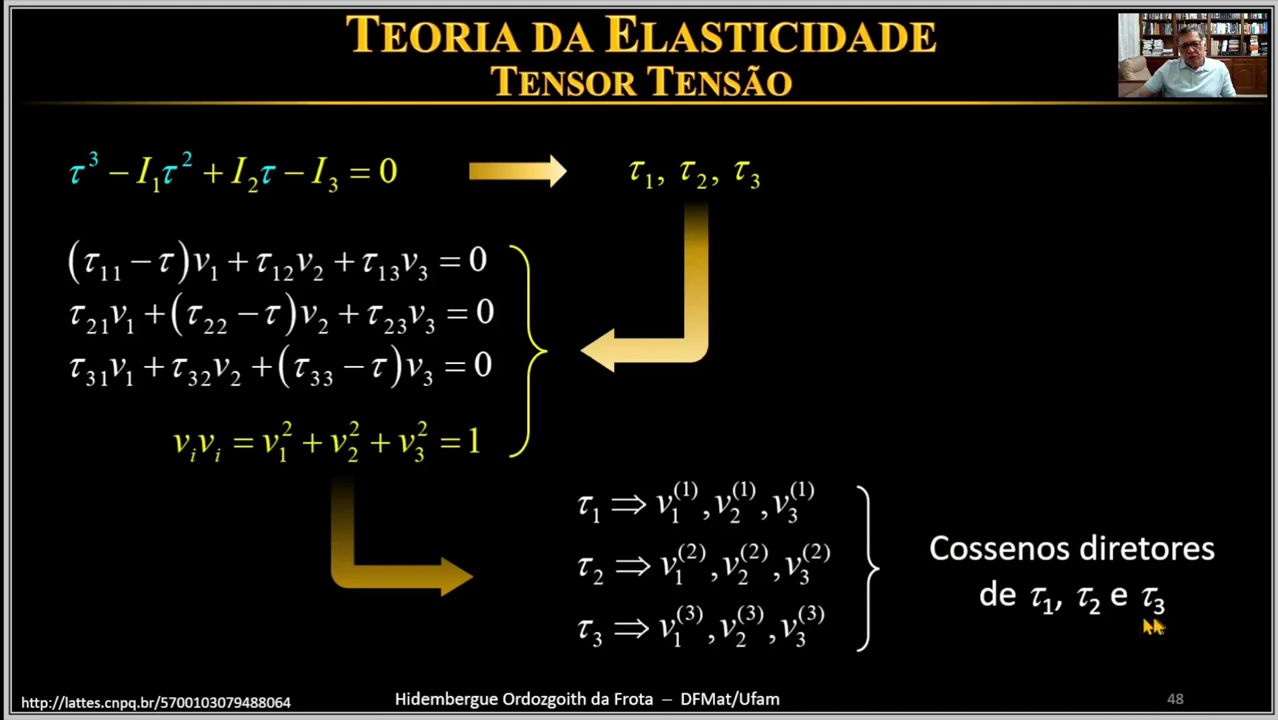 TEORIA DA ELASTICIDADE
TENSOR TENSÃO
τ³ − I₁τ² + I₂τ − I₃ = 0
τ₁, τ₂, τ₃
(τ₁₁ − τ)ν₁ + τ₁₂ν₂ + τ₁₃ν₃ = 0
τ₂₁ν₁ + (τ₂₂ − τ)ν₂ + τ₂₃ν₃ = 0
τ₃₁ν₁ + τ₃₂ν₂ + (τ₃₃ − τ)ν₃ = 0
νᵢνᵢ = ν₁² + ν₂² + ν₃² = 1
τ₁ ⇒ ν₁⁽¹⁾, ν₂⁽¹⁾, ν₃⁽¹⁾
τ₂ ⇒ ν₁⁽²⁾, ν₂⁽²⁾, ν₃⁽²⁾
τ₃ ⇒ ν₁⁽³⁾, ν₂⁽³⁾, ν₃⁽³⁾
Cossenos diretores
de τ₁, τ₂ e τ₃
http://lattes.cnpq.br/5700103079488064
Hidembergue Ordozgoith da Frota – DFMat/Ufam
48